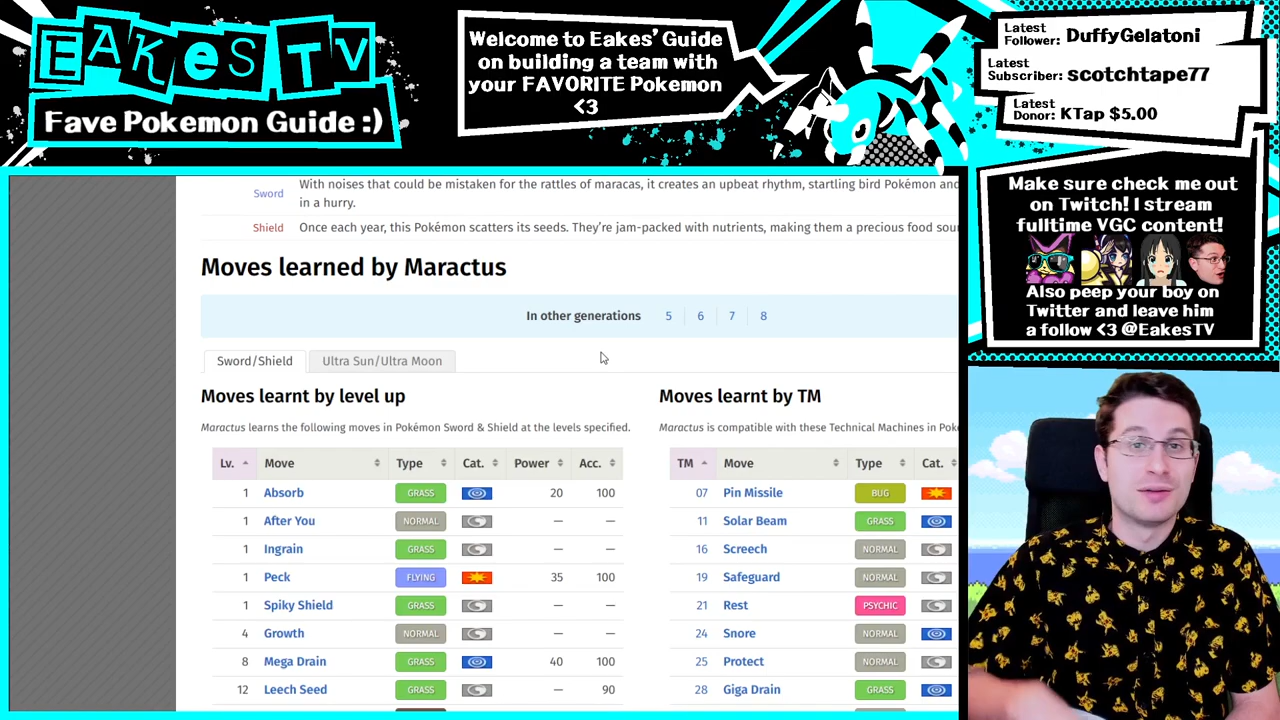 EAKES TV
Fave Pokemon Guide :)
Welcome to Eakes' Guide
on building a team with
your FAVORITE Pokemon
<3
Latest
Follower: DuffyGelatoni
Latest
Subscriber: scotchtape77
Latest
Donor: KTap $5.00
Make sure check me out
on Twitch! I stream
fulltime VGC content!
Also peep your boy on
Twitter and leave him
a follow <3 @EakesTV
Sword With noises that could be mistaken for the rattles of maracas, it creates an upbeat rhythm, startling bird Pokémon and
in a hurry.
Shield Once each year, this Pokémon scatters its seeds. They're jam-packed with nutrients, making them a precious food sour
Moves learned by Maractus
In other generations 5 6 7 8
Sword/Shield Ultra Sun/Ultra Moon
Moves learnt by level up
Maractus learns the following moves in Pokémon Sword & Shield at the levels specified.
Lv. Move Type Cat. Power Acc.
1 Absorb GRASS 20 100
1 After You NORMAL — —
1 Ingrain GRASS — —
1 Peck FLYING 35 100
1 Spiky Shield GRASS — —
4 Growth NORMAL — —
8 Mega Drain GRASS 40 100
12 Leech Seed GRASS — 90
Moves learnt by TM
Maractus is compatible with these Technical Machines in Pok
TM Move Type Cat.
07 Pin Missile BUG
11 Solar Beam GRASS
16 Screech NORMAL
19 Safeguard NORMAL
21 Rest PSYCHIC
24 Snore NORMAL
25 Protect NORMAL
28 Giga Drain GRASS